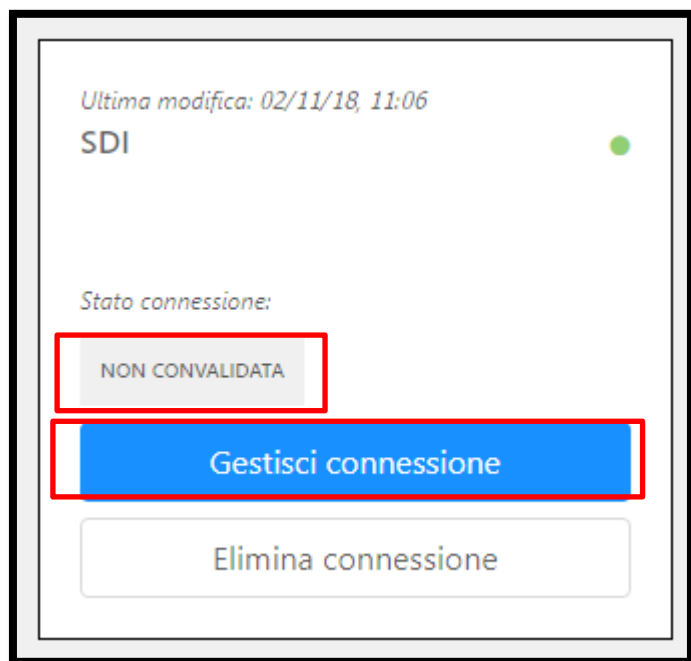 Ultima modifica: 02/11/18, 11:06
SDI
Stato connessione:
NON CONVALIDATA
Gestisci connessione
Elimina connessione